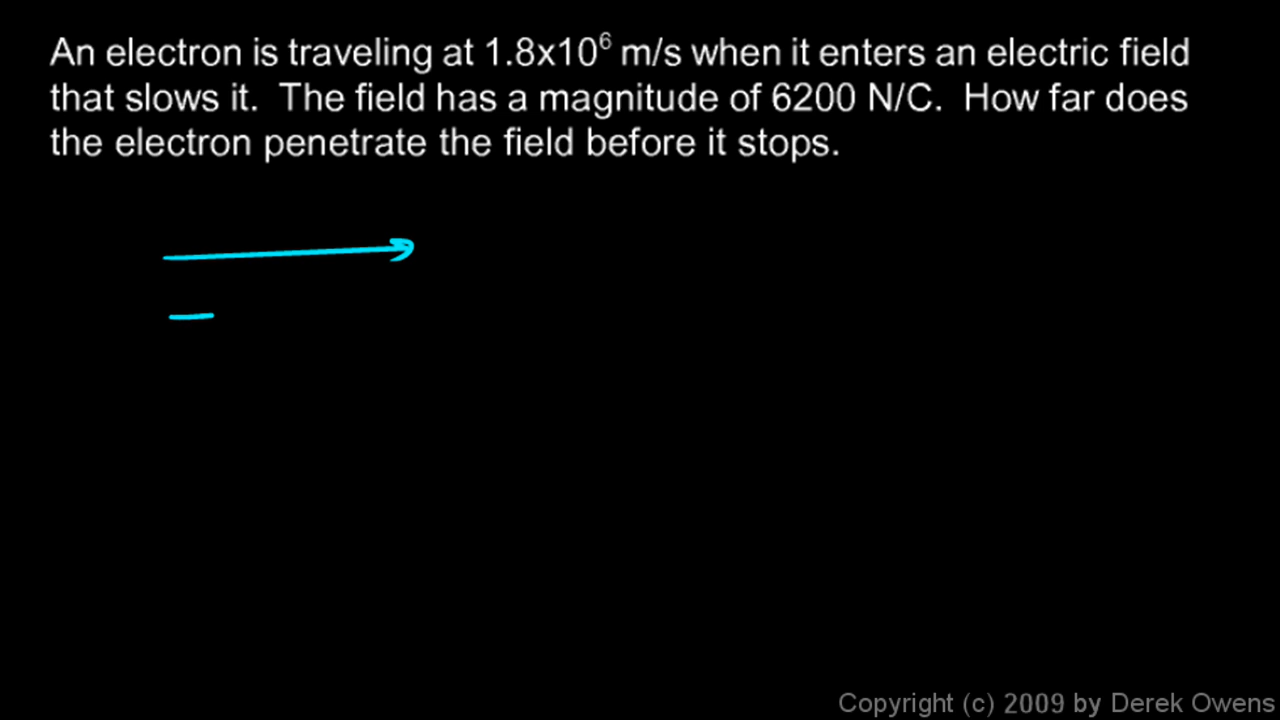 An electron is traveling at 1.8x10⁶ m/s when it enters an electric field
that slows it.  The field has a magnitude of 6200 N/C.  How far does
the electron penetrate the field before it stops.
Copyright (c) 2009 by Derek Owens